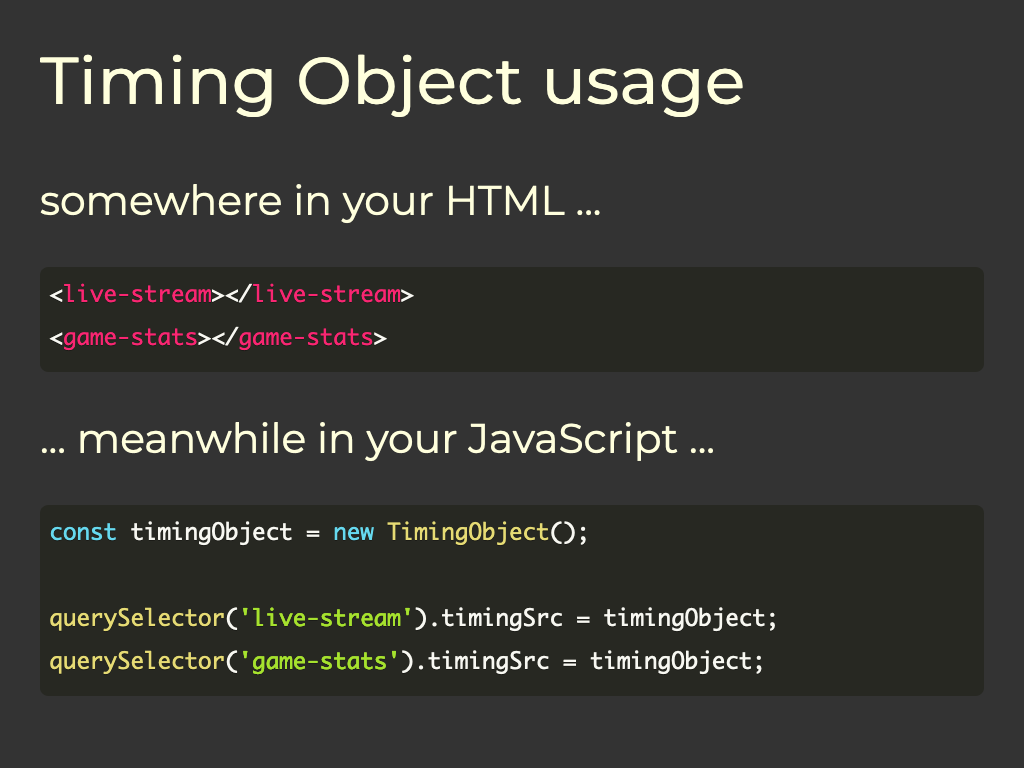 Timing Object usage
somewhere in your HTML ...
<live-stream></live-stream>
<game-stats></game-stats>
... meanwhile in your JavaScript ...
const timingObject = new TimingObject();
querySelector('live-stream').timingSrc = timingObject;
querySelector('game-stats').timingSrc = timingObject;